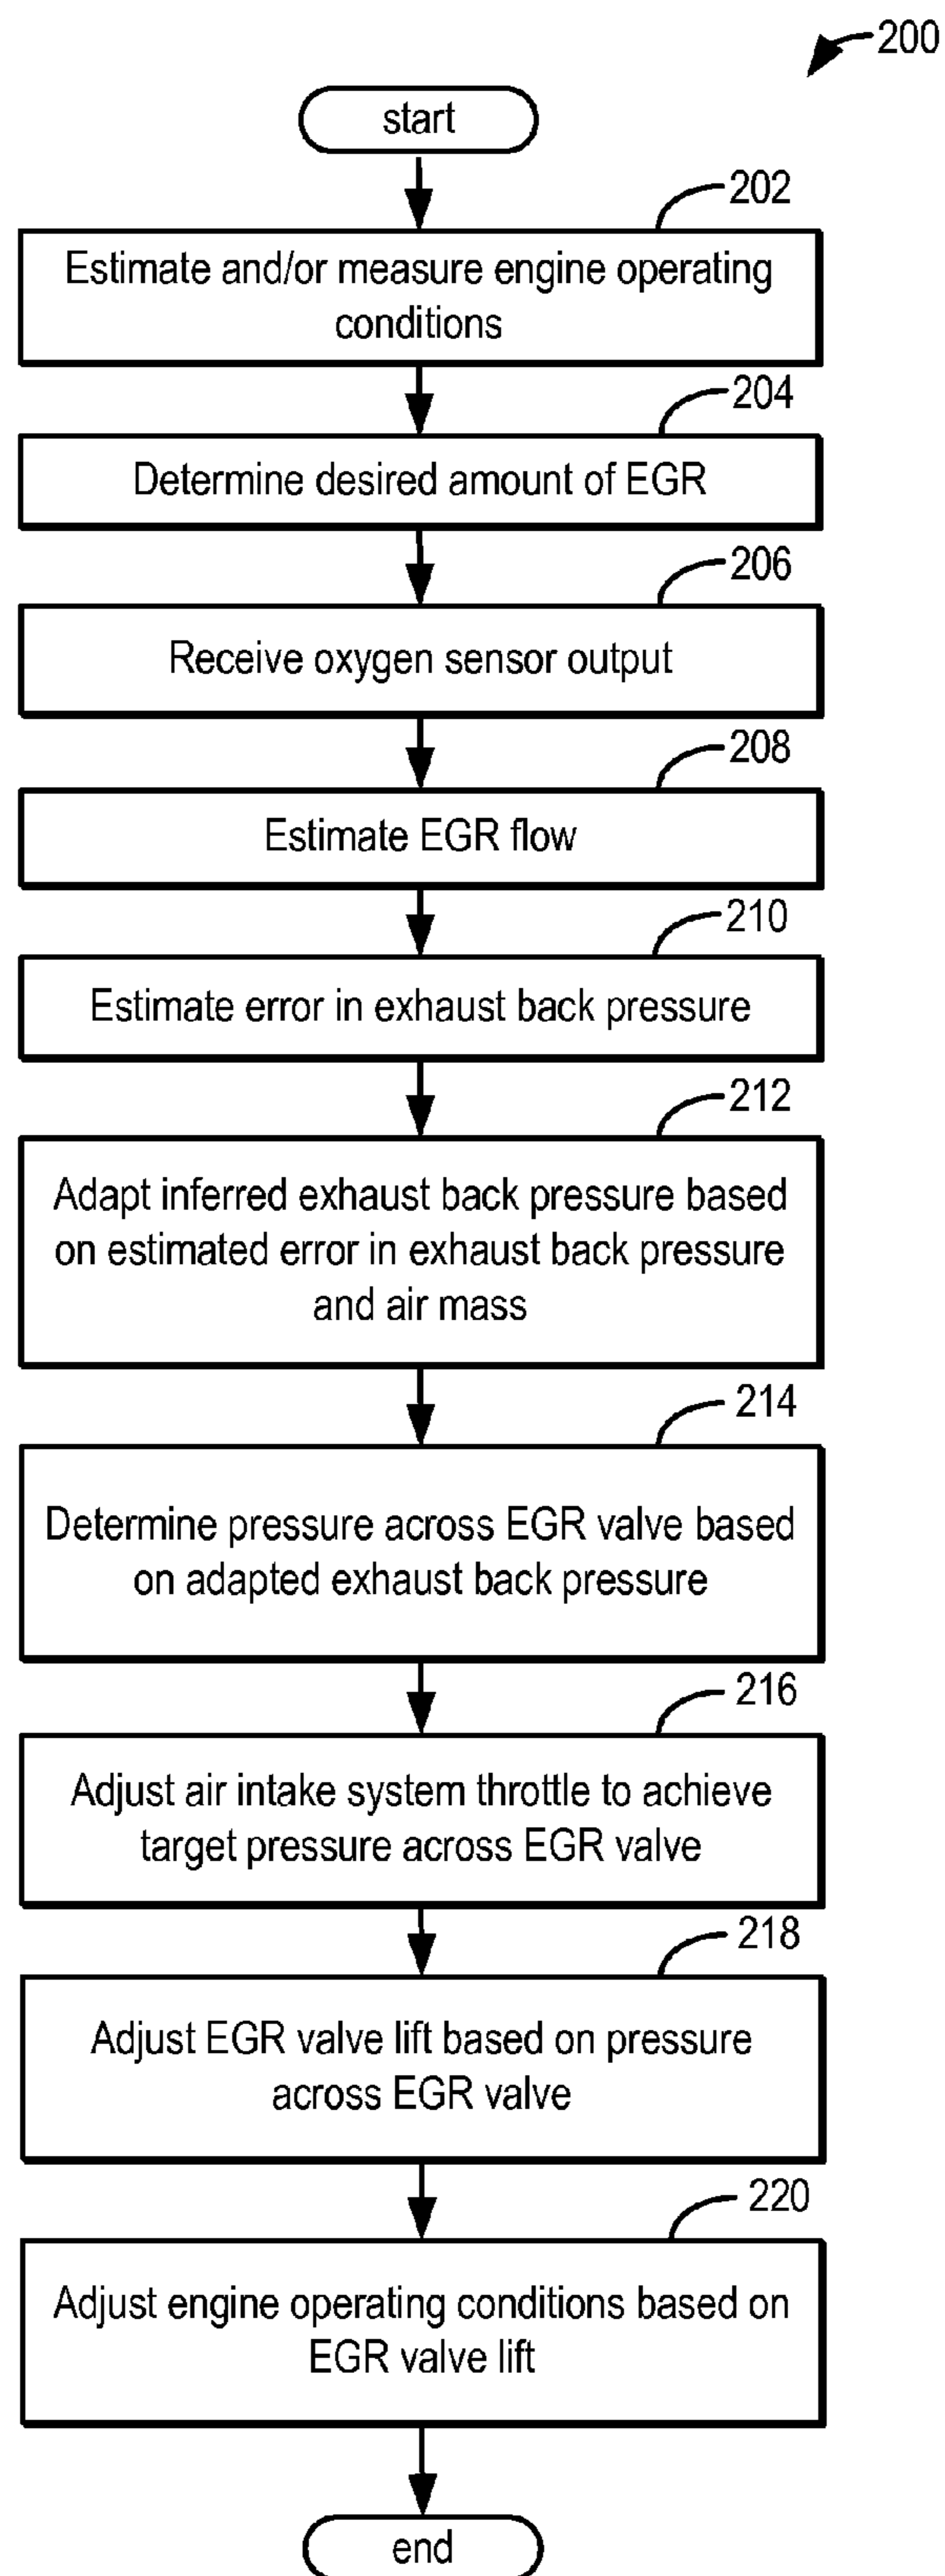 200
start
202
Estimate and/or measure engine operating
conditions
204
Determine desired amount of EGR
206
Receive oxygen sensor output
208
Estimate EGR flow
210
Estimate error in exhaust back pressure
212
Adapt inferred exhaust back pressure based
on estimated error in exhaust back pressure
and air mass
214
Determine pressure across EGR valve based
on adapted exhaust back pressure
216
Adjust air intake system throttle to achieve
target pressure across EGR valve
218
Adjust EGR valve lift based on pressure
across EGR valve
220
Adjust engine operating conditions based on
EGR valve lift
end